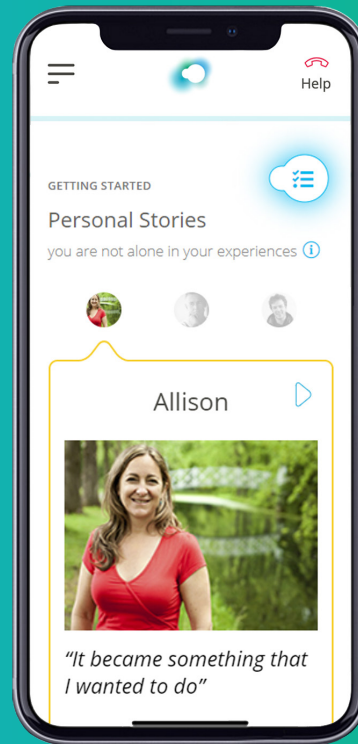 Help
GETTING STARTED
Personal Stories
you are not alone in your experiences
Allison
“It became something that
I wanted to do”